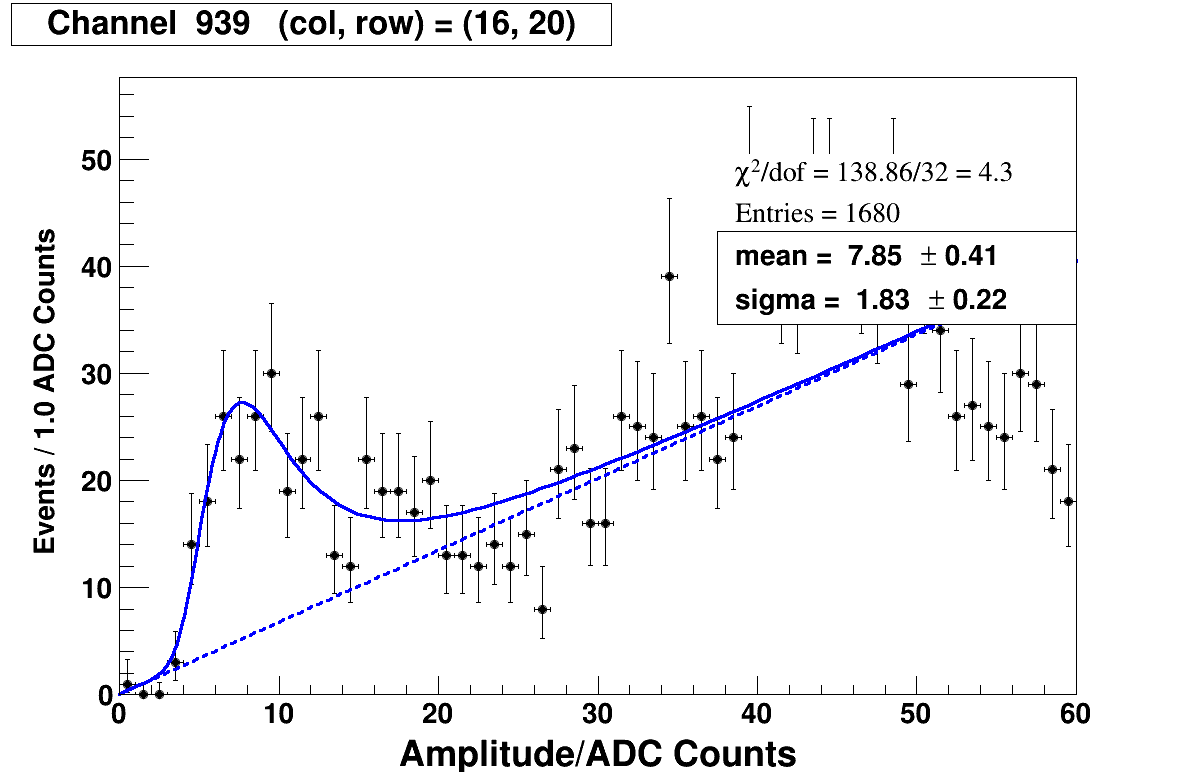 Channel 939 (col, row) = (16, 20)
χ²/dof = 138.86/32 = 4.3
Entries = 1680
mean = 7.85 ± 0.41
sigma = 1.83 ± 0.22
Events / 1.0 ADC Counts
50
40
30
20
10
0
0 10 20 30 40 50 60
Amplitude/ADC Counts